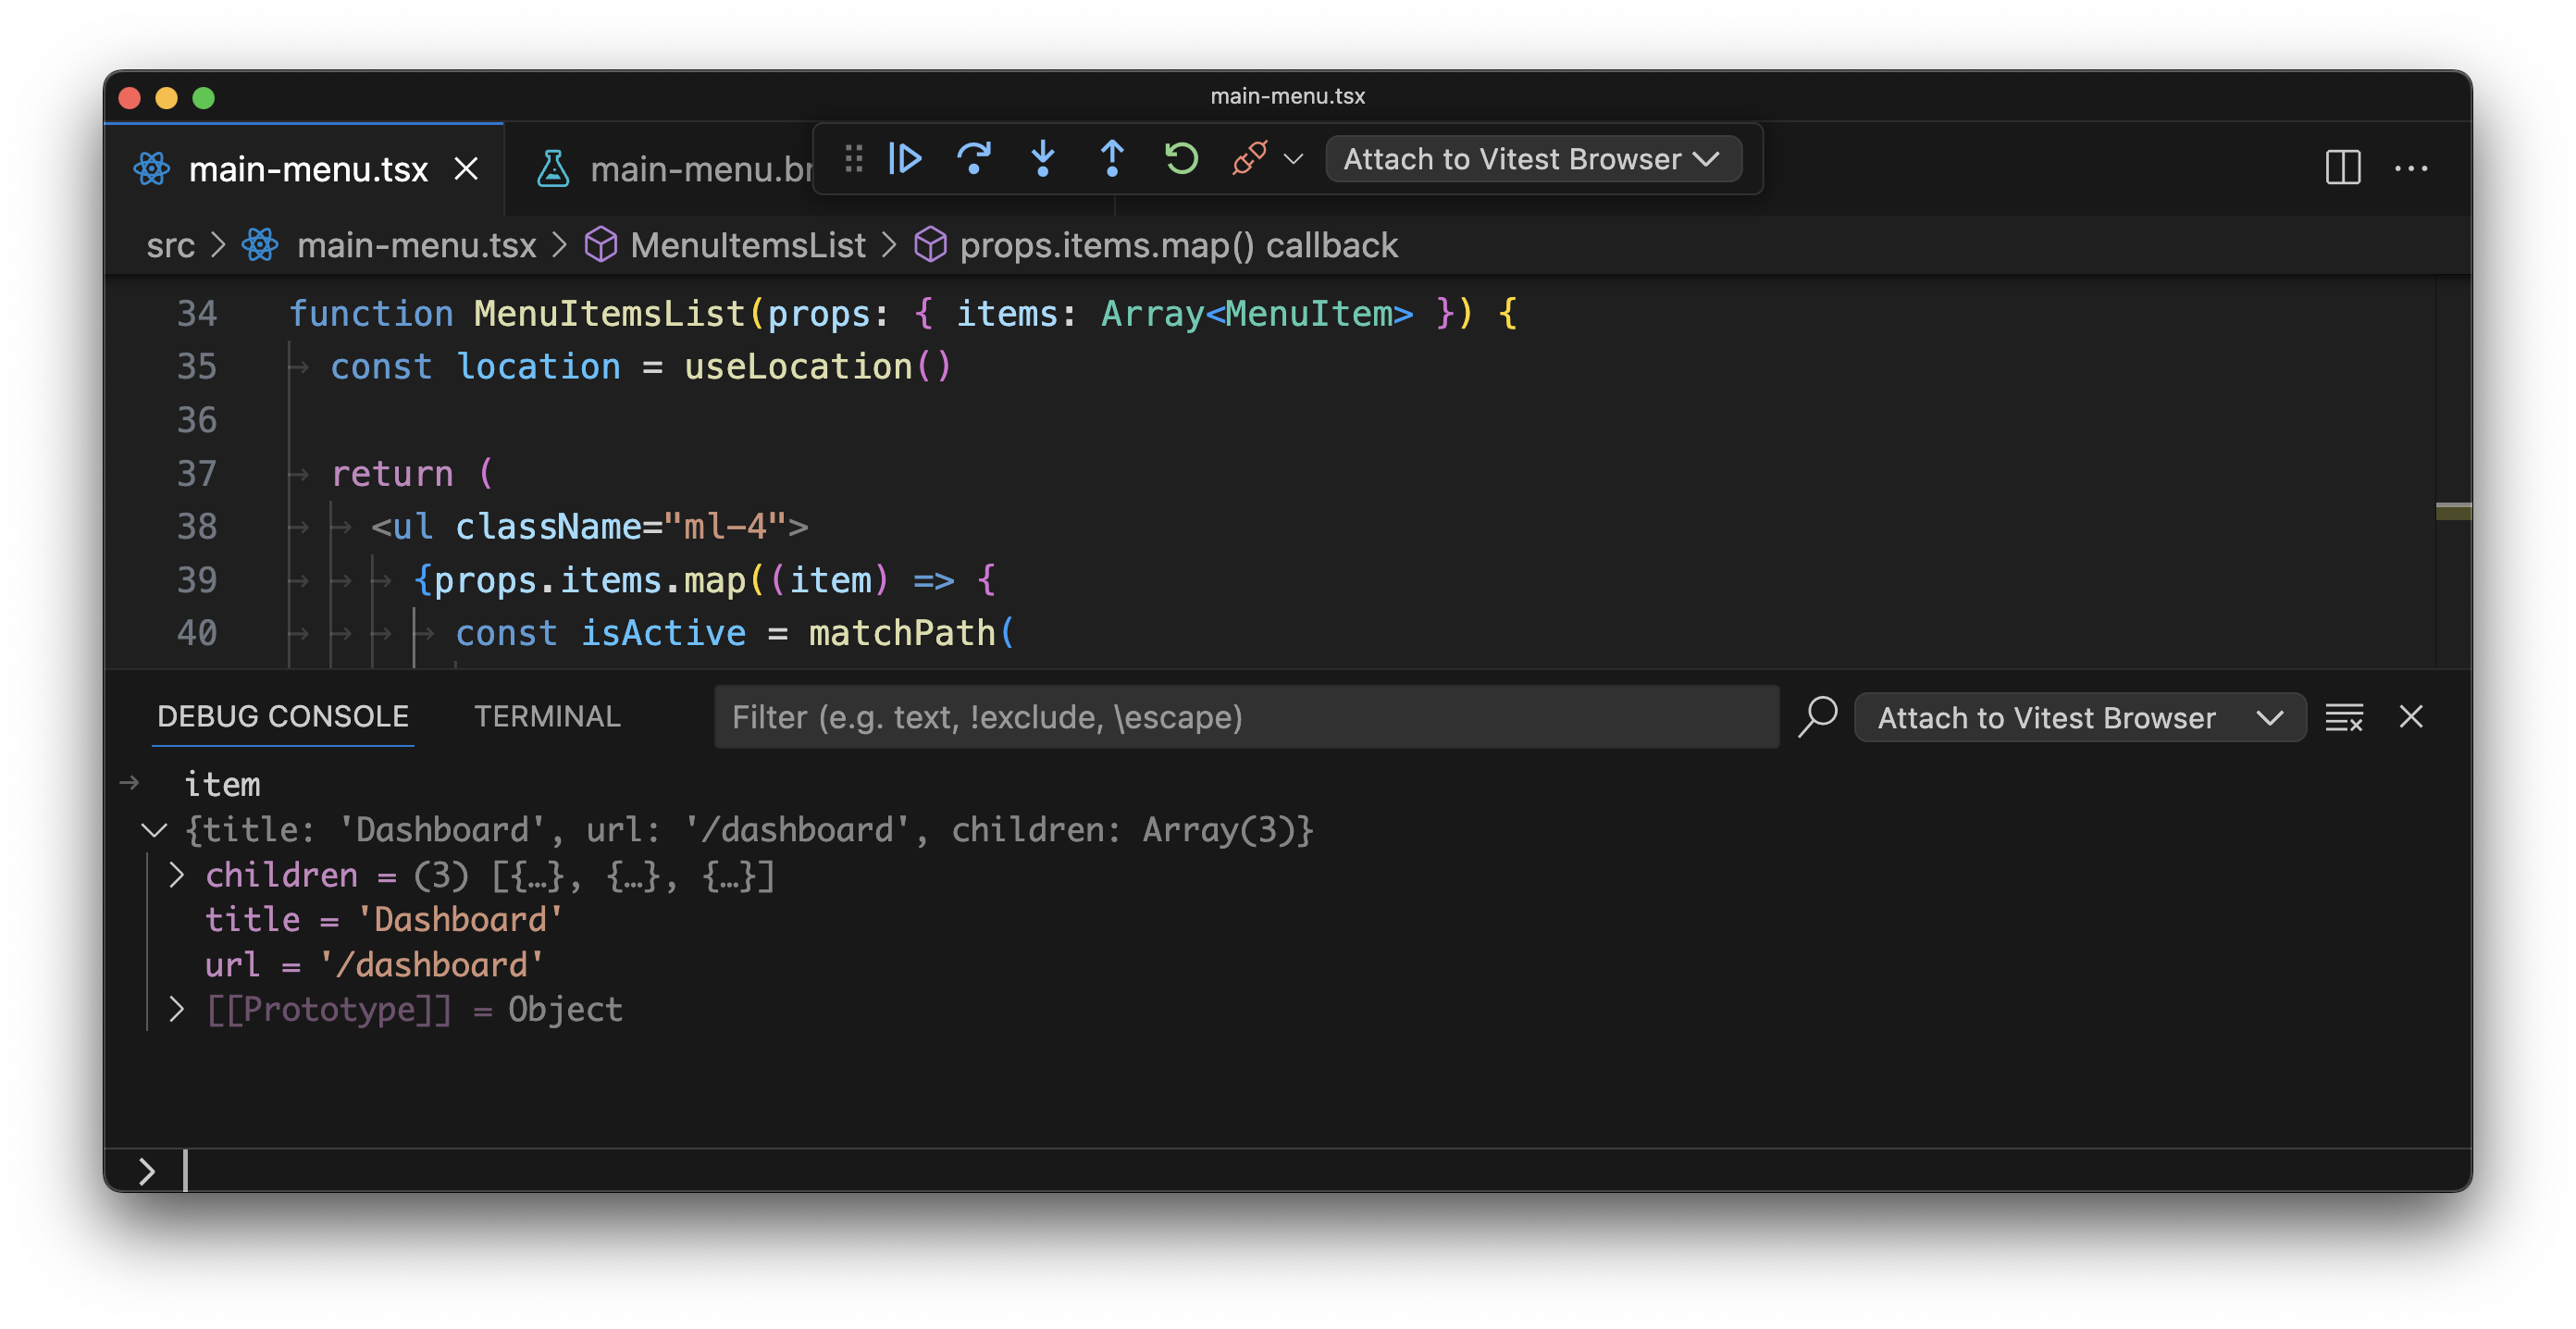 main-menu.tsx
main-menu.tsx main-menu.br Attach to Vitest Browser
src > main-menu.tsx > MenuItemsList > props.items.map() callback
34 function MenuItemsList(props: { items: Array<MenuItem> }) {
35 const location = useLocation()
36
37 return (
38 <ul className="ml-4">
39 {props.items.map((item) => {
40 const isActive = matchPath(
DEBUG CONSOLE TERMINAL Filter (e.g. text, !exclude, \escape) Attach to Vitest Browser
item
{title: 'Dashboard', url: '/dashboard', children: Array(3)}
children = (3) [{…}, {…}, {…}]
title = 'Dashboard'
url = '/dashboard'
[[Prototype]] = Object